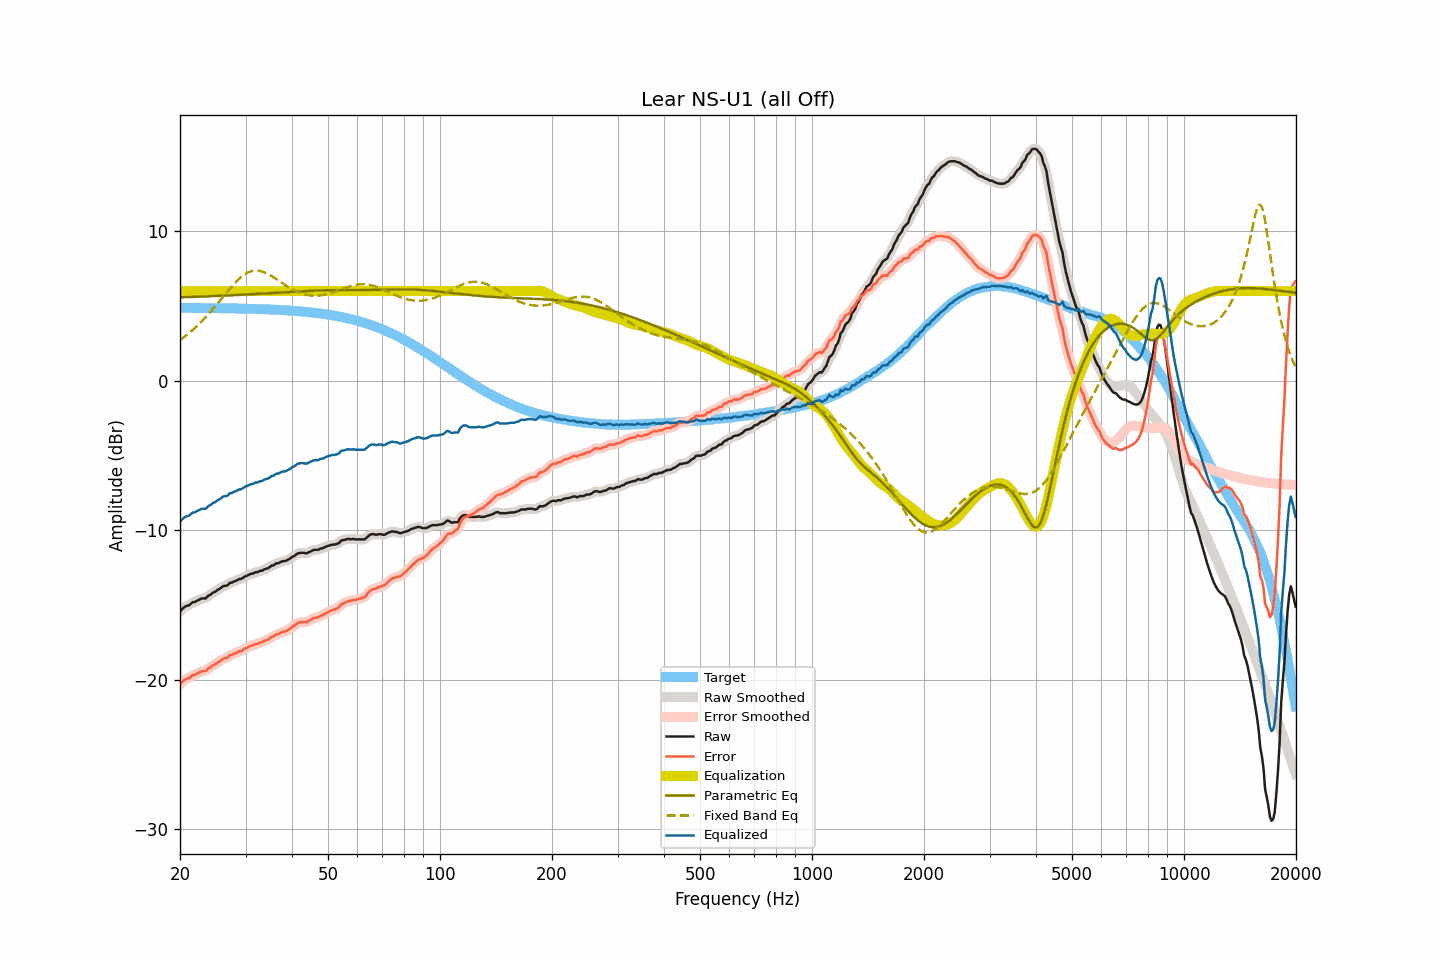 Lear NS-U1 (all Off)
Amplitude (dBr)
10
0
−10
−20
−30
Target
Raw Smoothed
Error Smoothed
Raw
Error
Equalization
Parametric Eq
Fixed Band Eq
Equalized
20 50 100 200 500 1000 2000 5000 10000 20000
Frequency (Hz)